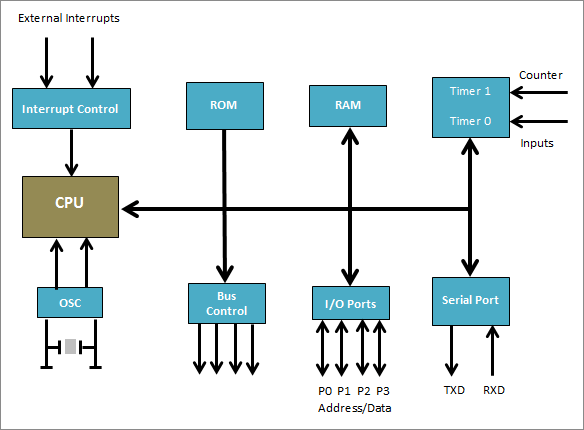 External Interrupts
Interrupt Control
ROM
RAM
Timer 1
Timer 0
Counter
Inputs
CPU
OSC
Bus
Control
I/O Ports
Serial Port
P0 P1 P2 P3
Address/Data
TXD RXD